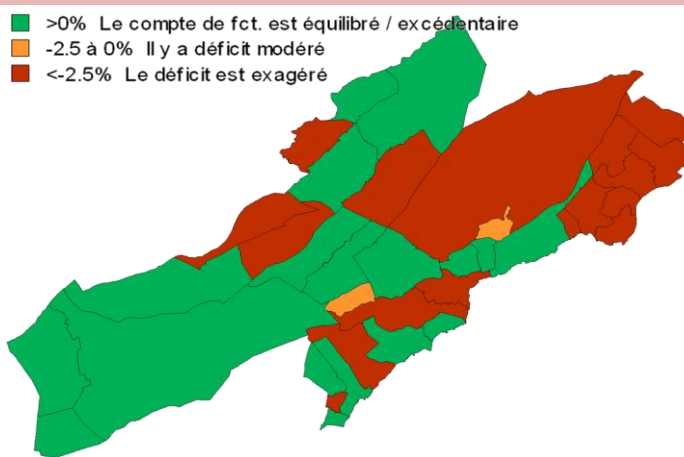 >0% Le compte de fct. est équilibré / excédentaire
-2.5 à 0% Il y a déficit modéré
<-2.5% Le déficit est exagéré